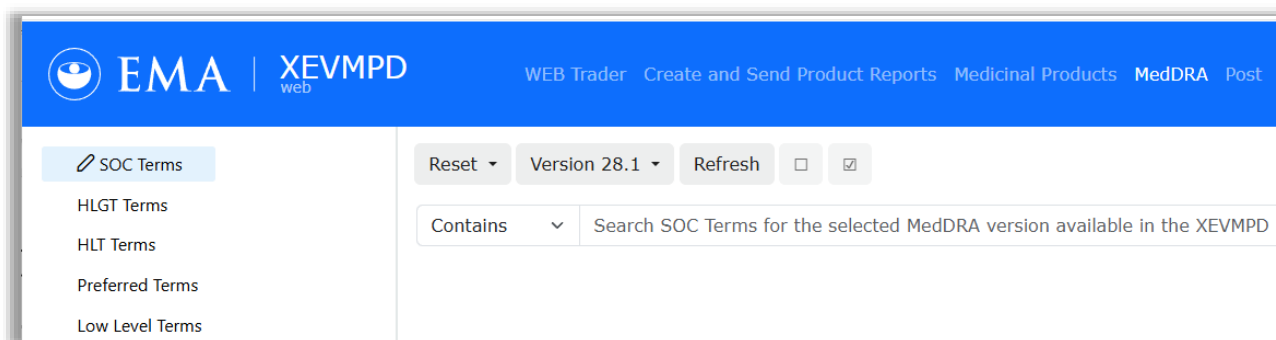 EMA | XEVMPD web
WEB Trader Create and Send Product Reports Medicinal Products MedDRA Post
SOC Terms
HLGT Terms
HLT Terms
Preferred Terms
Low Level Terms
Reset Version 28.1 Refresh
Contains Search SOC Terms for the selected MedDRA version available in the XEVMPD